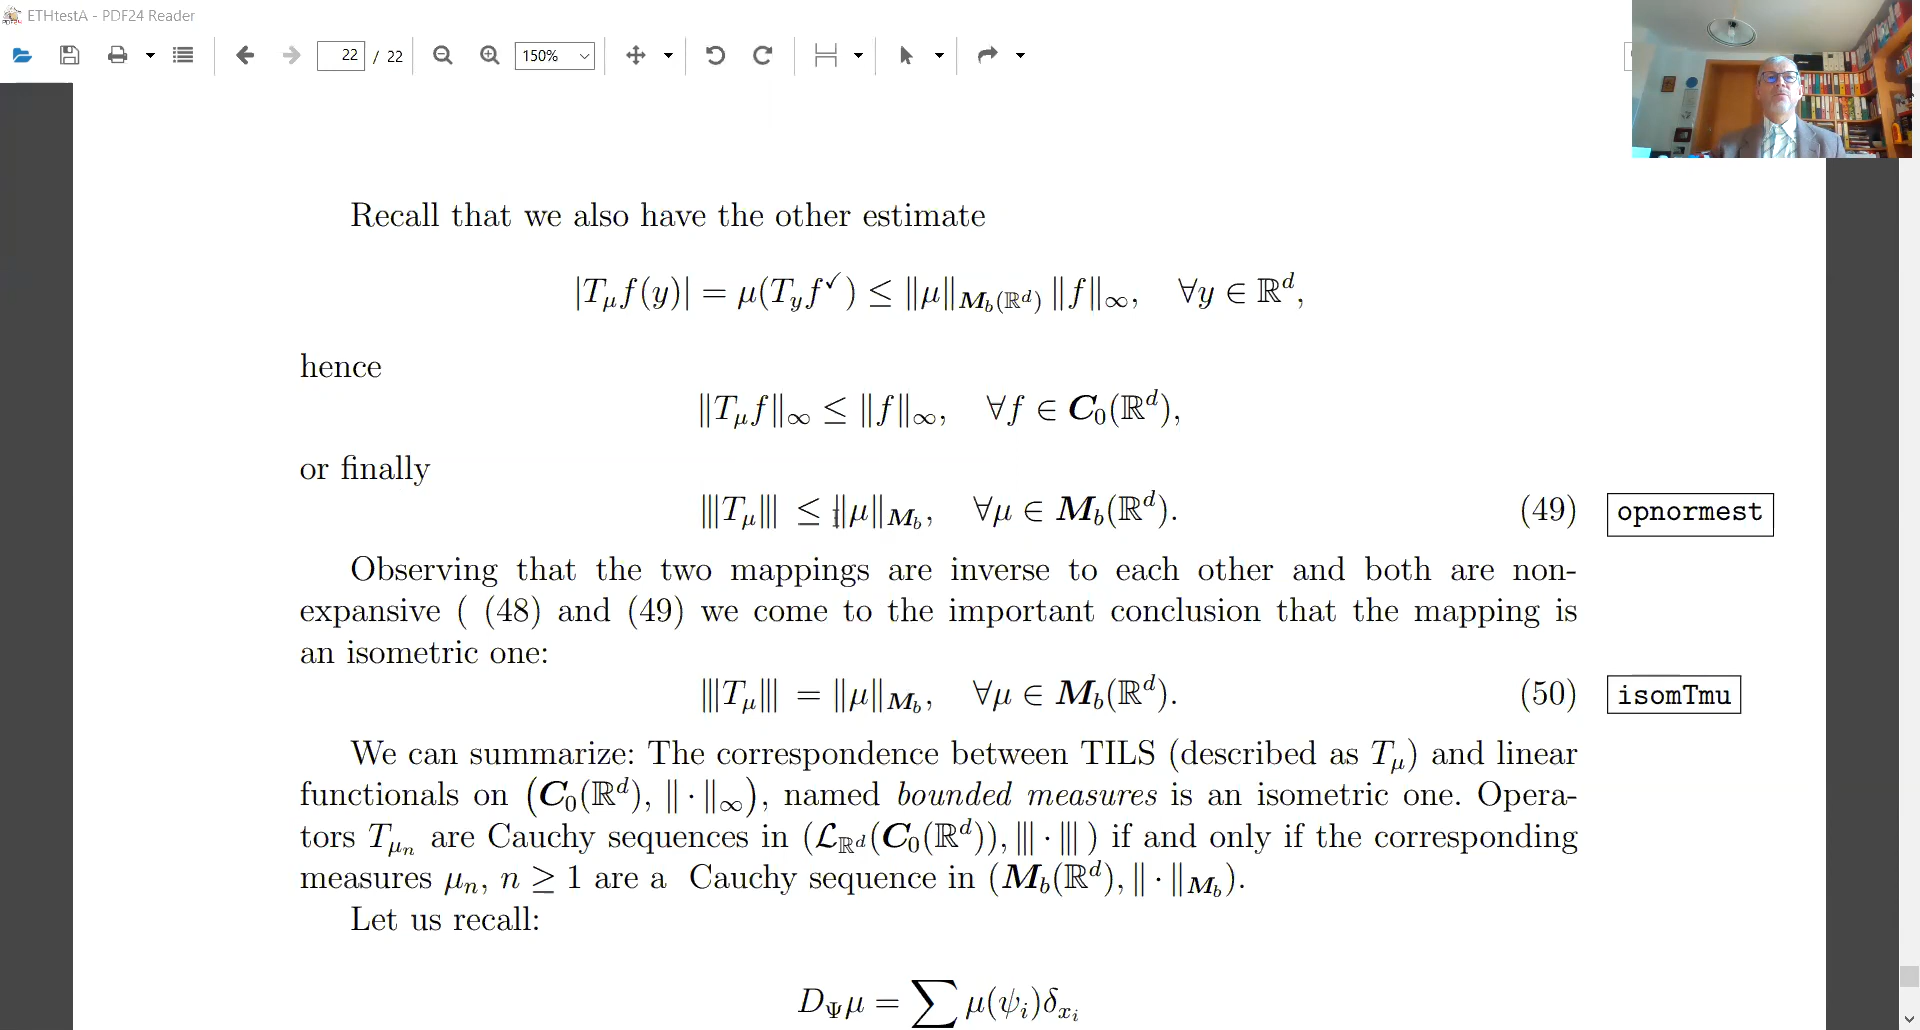 ETHtestA - PDF24 Reader
22 / 22 150%
Recall that we also have the other estimate
|T_μ f(y)| = μ(T_y f^✓) ≤ ‖μ‖_{M_b(ℝ^d)} ‖f‖_∞, ∀y ∈ ℝ^d,
hence
‖T_μ f‖_∞ ≤ ‖f‖_∞, ∀f ∈ C_0(ℝ^d),
or finally
|||T_μ||| ≤ ‖μ‖_{M_b}, ∀μ ∈ M_b(ℝ^d). (49) opnormest
Observing that the two mappings are inverse to each other and both are non-
expansive ( (48) and (49) we come to the important conclusion that the mapping is
an isometric one:
|||T_μ||| = ‖μ‖_{M_b}, ∀μ ∈ M_b(ℝ^d). (50) isomTmu
We can summarize: The correspondence between TILS (described as T_μ) and linear
functionals on (C_0(ℝ^d), ‖·‖_∞), named bounded measures is an isometric one. Opera-
tors T_{μ_n} are Cauchy sequences in (ℒ_{ℝ^d}(C_0(ℝ^d)), |||·||| ) if and only if the corresponding
measures μ_n, n ≥ 1 are a Cauchy sequence in (M_b(ℝ^d), ‖·‖_{M_b}).
Let us recall:
D_Ψ μ = ∑ μ(ψ_i)δ_{x_i}